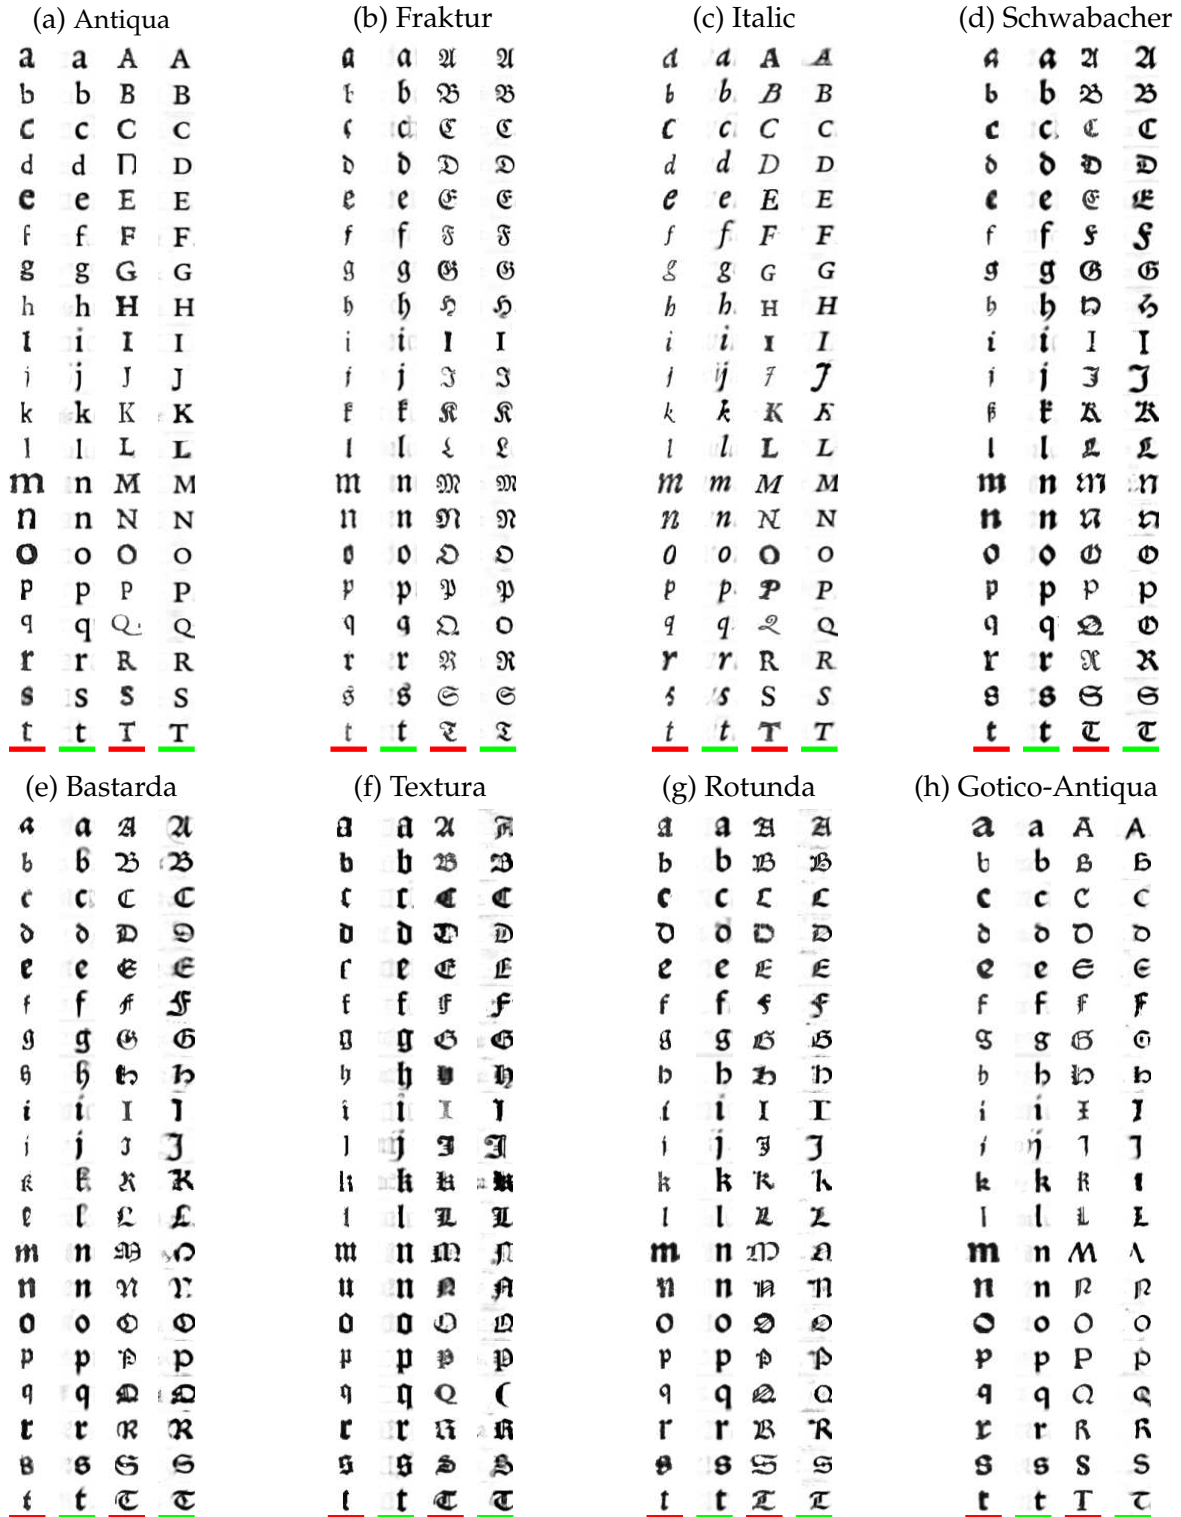 (a) Antiqua
a a A A
b b B B
c c C C
d d D
e e E E
f f F F
g g G G
h h H H
i i I I
j j J J
k k K K
l l L L
m n M M
n n N N
o o O O
p p P P
q q Q Q
r r R R
s s S S
t t T T
(b) Fraktur
a a A A
b b B B
c c C C
d d D D
e e E E
f f F F
g g G G
h h H H
i i I I
j j J J
k k K K
l l L L
m n M M
n n N N
o o O O
p p P P
q g Q O
r r R R
s s S S
t t T T
(c) Italic
a a A A
b b B B
c c C C
d d D D
e e E E
f f F F
g g G G
h h H H
i i I I
j j J J
k k K K
l l L L
m m M M
n n N N
o o O O
p p P P
q q Q Q
r r R R
s s S S
t t T T
(d) Schwabacher
a a A A
b b B B
c c C C
d d D D
e e E E
f f F F
g g G G
h h H H
i i I I
j j J J
k k K K
l l L L
m n M N
n n N N
o o O O
p p P p
q q Q O
r r R R
s s S S
t t T T
(e) Bastarda
a a A A
b b B B
c c C C
d d D D
e e E E
f f F F
g g G G
h h H H
i i I I
j j J J
k k K K
l l L L
m n M
n n N
o o O O
p p P p
q q Q Q
r r R R
s s S S
t t T T
(f) Textura
a a A A
b b B B
c c C C
d d D D
e e E E
f f F F
g g G G
h h H
i i I I
j j J J
k k K
l l L L
m n M N
n n N N
o o O O
p p P P
q q Q
r r R R
s s S S
t t T T
(g) Rotunda
a a A A
b b B B
c c C C
d d D D
e e E E
f f F F
g g G G
h h H H
i i I I
j j J J
k k K k
l l L L
m n M
n n N N
o o O O
p p P P
q q Q Q
r r R R
s s S S
t t T T
(h) Gotico-Antiqua
a a A A
b b B B
c c C C
d d D D
e e E E
f f F F
g g G G
h h H H
i i I I
j j J J
k k K
l l L L
m n M
n n N N
o o O O
p p P p
q q Q Q
r r R R
s s S S
t t T T